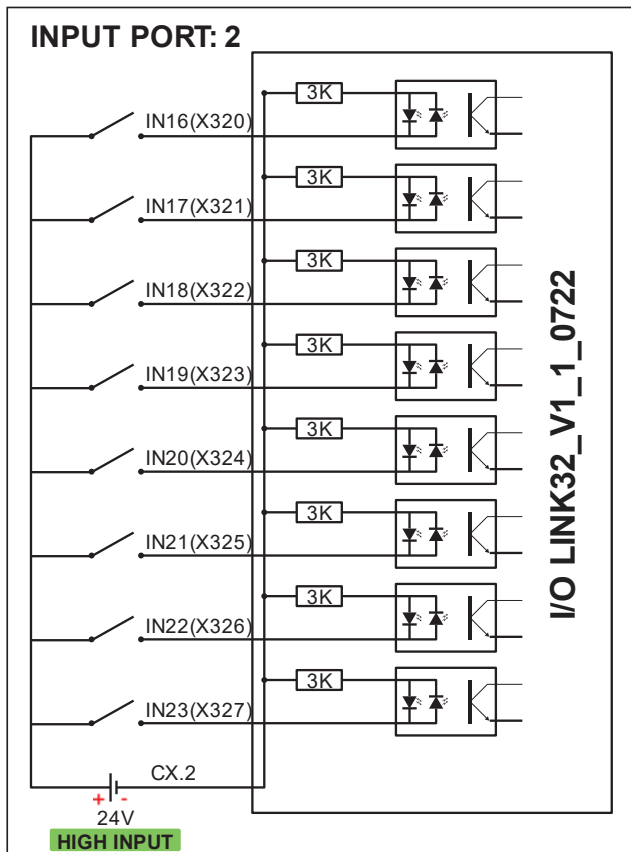 INPUT PORT: 2
3K
IN16(X320)
3K
IN17(X321)
3K
IN18(X322)
3K
IN19(X323)
3K
IN20(X324)
3K
IN21(X325)
3K
IN22(X326)
3K
IN23(X327)
I/O LINK32_V1_1_0722
CX.2
+ -
24V
HIGH INPUT